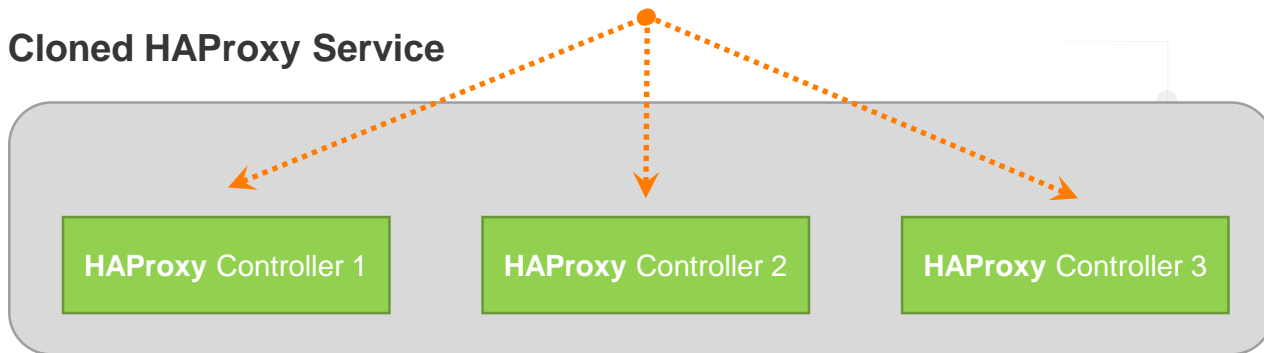 Cloned HAProxy Service
HAProxy Controller 1
HAProxy Controller 2
HAProxy Controller 3